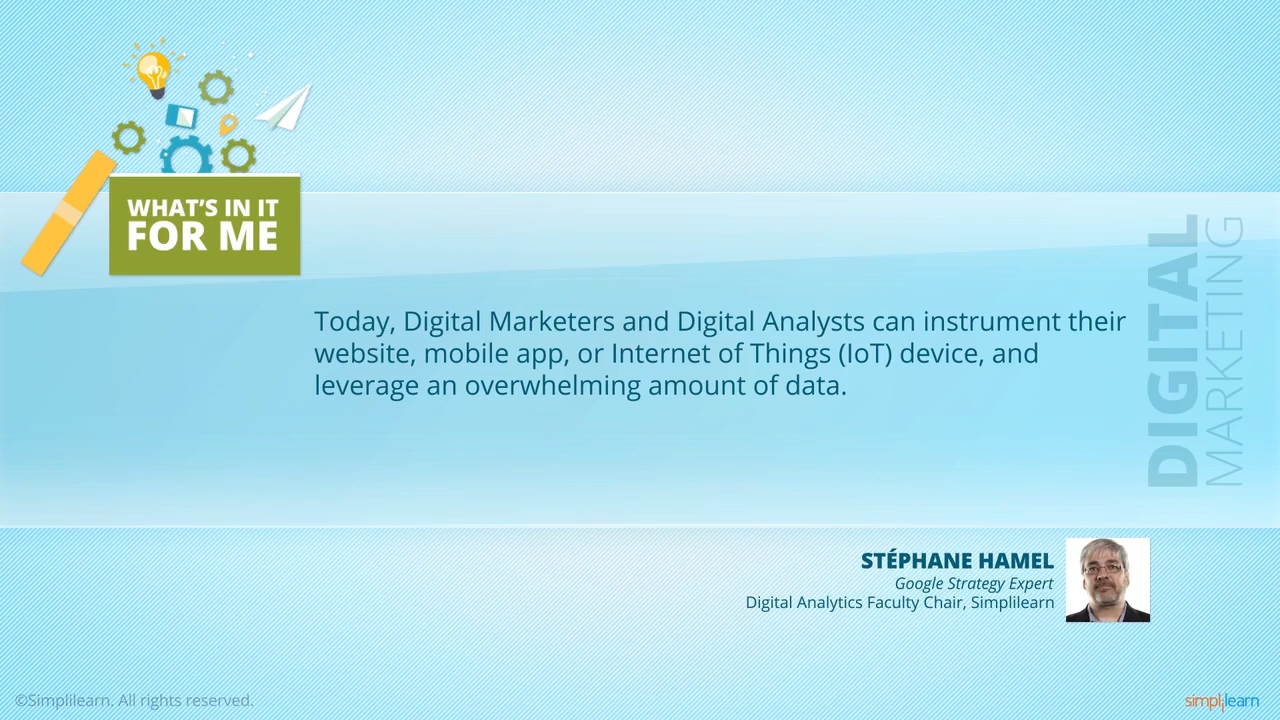 WHAT'S IN IT
FOR ME
Today, Digital Marketers and Digital Analysts can instrument their
website, mobile app, or Internet of Things (IoT) device, and
leverage an overwhelming amount of data.
DIGITAL
MARKETING
STÉPHANE HAMEL
Google Strategy Expert
Digital Analytics Faculty Chair, Simplilearn
©Simplilearn. All rights reserved.
simplilearn